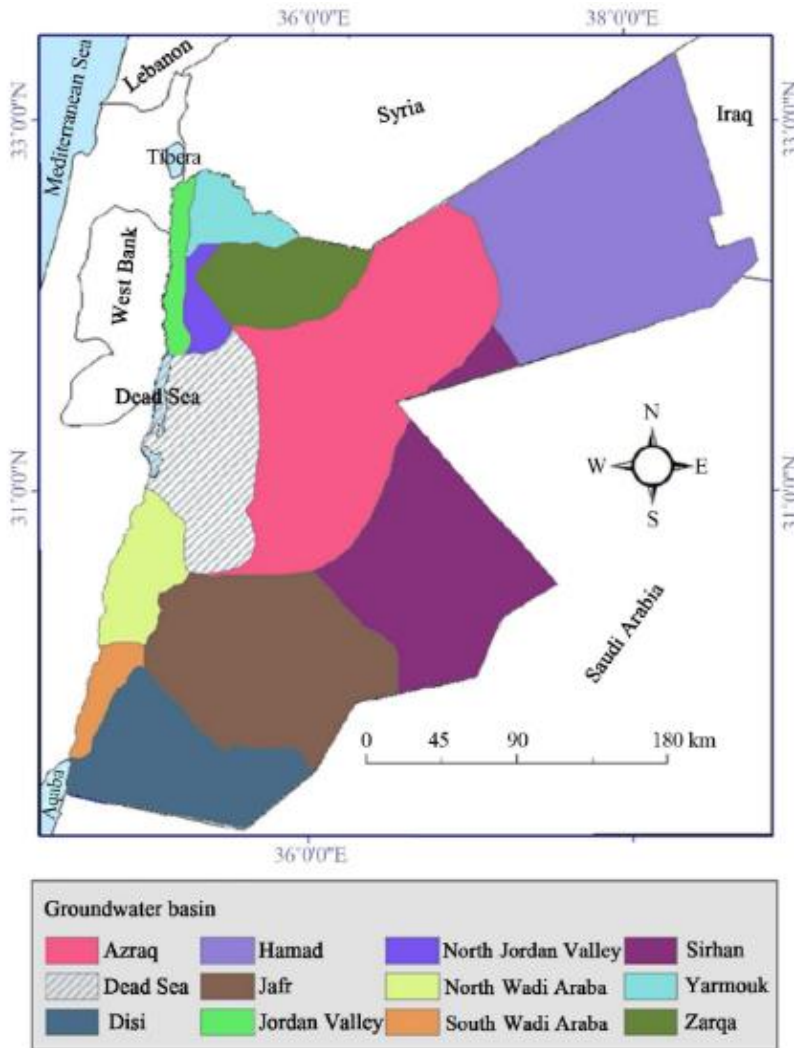 36°0'0"E
38°0'0"E
Mediterranean Sea
Lebanon
Syria
Iraq
33°0'0"N
33°0'0"N
Tibera
West Bank
Dead Sea
N
W
E
S
31°0'0"N
31°0'0"N
Saudi Arabia
0 45 90 180 km
Aqaba
36°0'0"E
38°0'0"E
Groundwater basin
Azraq Hamad North Jordan Valley Sirhan
Dead Sea Jafr North Wadi Araba Yarmouk
Disi Jordan Valley South Wadi Araba Zarqa